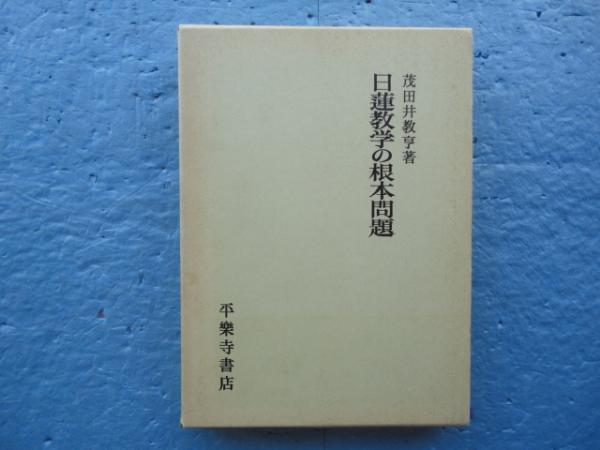 茂田井教亨著
日蓮教学の根本問題
平樂寺書店